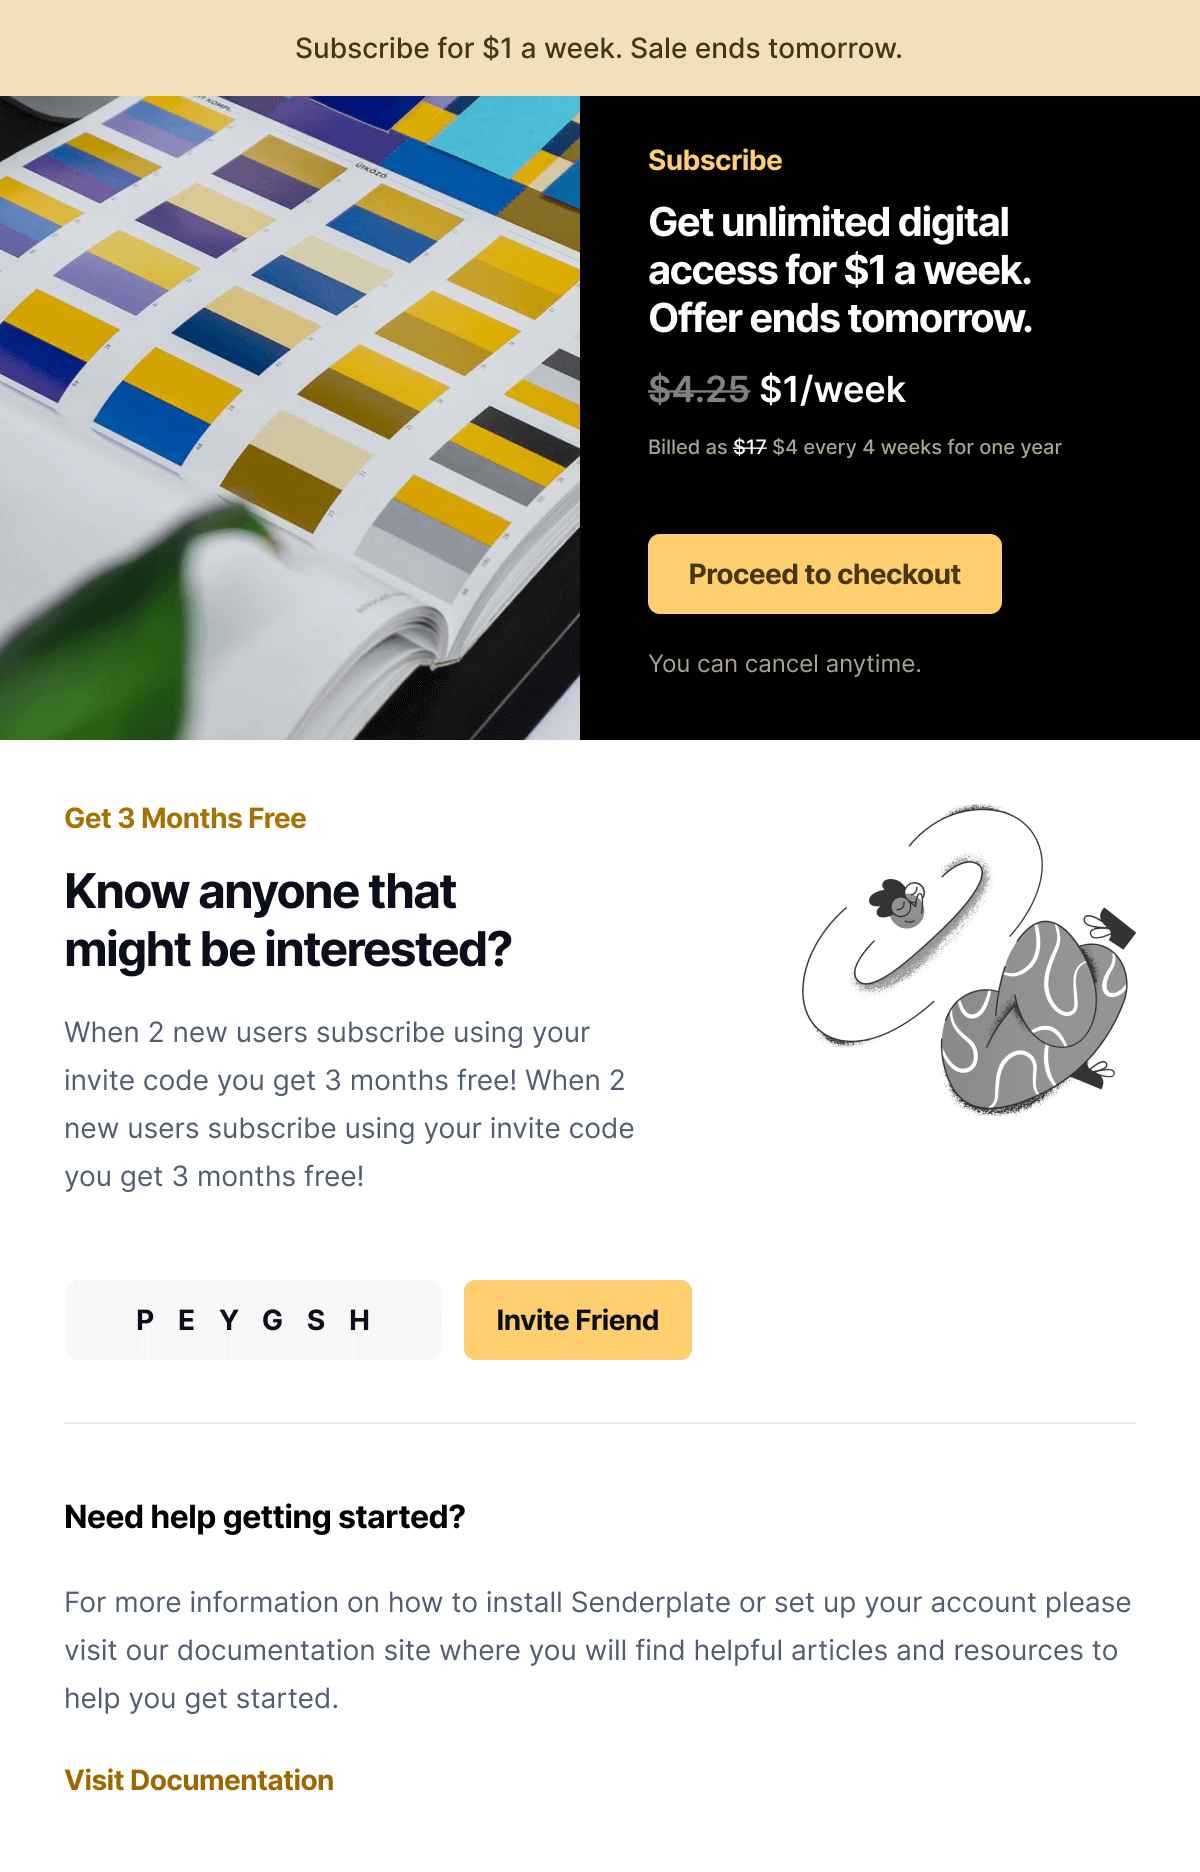 Subscribe for $1 a week. Sale ends tomorrow.
ÜTKÖZŐ
Subscribe
Get unlimited digital
access for $1 a week.
Offer ends tomorrow.
$4.25 $1/week
Billed as $17 $4 every 4 weeks for one year
Proceed to checkout
You can cancel anytime.
Get 3 Months Free
Know anyone that
might be interested?
When 2 new users subscribe using your
invite code you get 3 months free! When 2
new users subscribe using your invite code
you get 3 months free!
P E Y G S H
Invite Friend
Need help getting started?
For more information on how to install Senderplate or set up your account please
visit our documentation site where you will find helpful articles and resources to
help you get started.
Visit Documentation